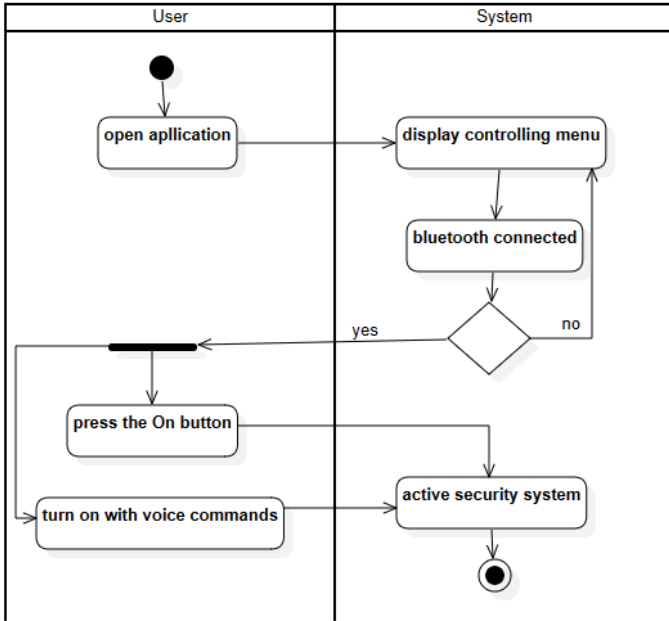 User
System
open apllication
display controlling menu
bluetooth connected
yes
no
press the On button
turn on with voice commands
active security system